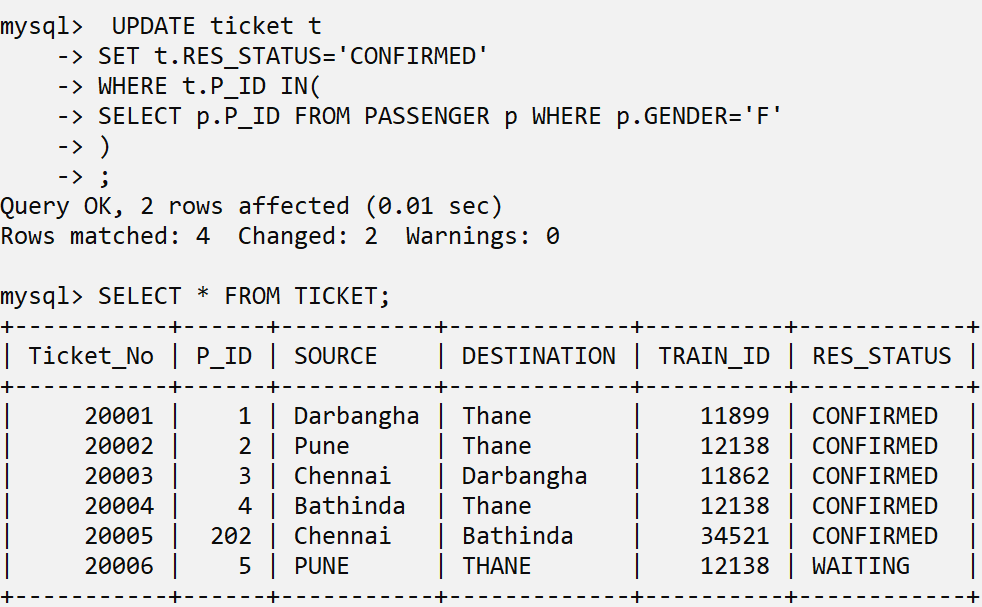 mysql>  UPDATE ticket t
    -> SET t.RES_STATUS='CONFIRMED'
    -> WHERE t.P_ID IN(
    -> SELECT p.P_ID FROM PASSENGER p WHERE p.GENDER='F'
    -> )
    -> ;
Query OK, 2 rows affected (0.01 sec)
Rows matched: 4  Changed: 2  Warnings: 0

mysql> SELECT * FROM TICKET;
+-----------+------+-----------+-------------+----------+------------+
| Ticket_No | P_ID | SOURCE    | DESTINATION | TRAIN_ID | RES_STATUS |
+-----------+------+-----------+-------------+----------+------------+
|     20001 |    1 | Darbangha | Thane       |    11899 | CONFIRMED  |
|     20002 |    2 | Pune      | Thane       |    12138 | CONFIRMED  |
|     20003 |    3 | Chennai   | Darbangha   |    11862 | CONFIRMED  |
|     20004 |    4 | Bathinda  | Thane       |    12138 | CONFIRMED  |
|     20005 |  202 | Chennai   | Bathinda    |    34521 | CONFIRMED  |
|     20006 |    5 | PUNE      | THANE       |    12138 | WAITING    |
+-----------+------+-----------+-------------+----------+------------+